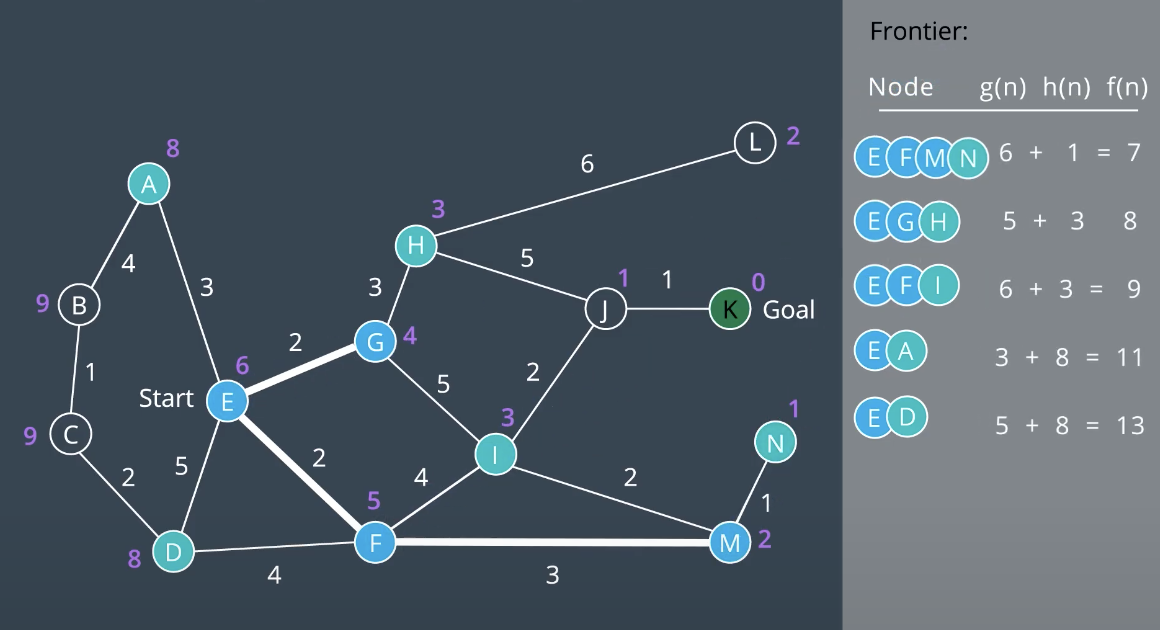 Frontier:
Node g(n) h(n) f(n)
E F M N 6 + 1 = 7
E G H 5 + 3 8
E F I 6 + 3 = 9
E A 3 + 8 = 11
E D 5 + 8 = 13
L 2
8
A
6
3
H
4
3
5
1
0
9
B
3
J
1
K
Goal
2
G
4
1
6
5
2
Start
E
1
9
C
3
I
N
2
5
2
4
2
5
1
8
D
F
M
2
4
3